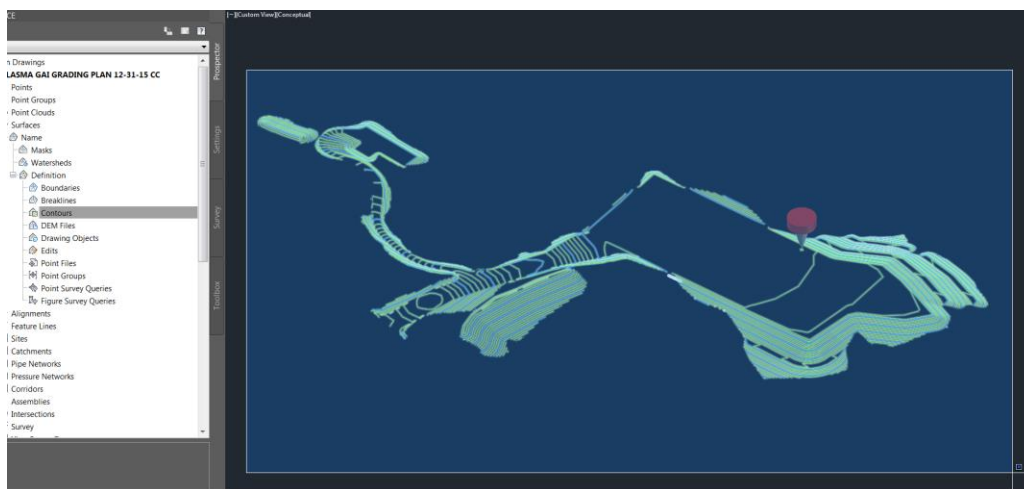 [−][Custom View][Conceptual]
Prospector
Settings
Survey
Toolbox
LASMA GAI GRADING PLAN 12-31-15 CC
Points
Point Groups
Point Clouds
Surfaces
Name
Masks
Watersheds
Definition
Boundaries
Breaklines
Contours
DEM Files
Drawing Objects
Edits
Point Files
Point Groups
Point Survey Queries
Figure Survey Queries
Alignments
Feature Lines
Sites
Catchments
Pipe Networks
Pressure Networks
Corridors
Assemblies
Intersections
Survey